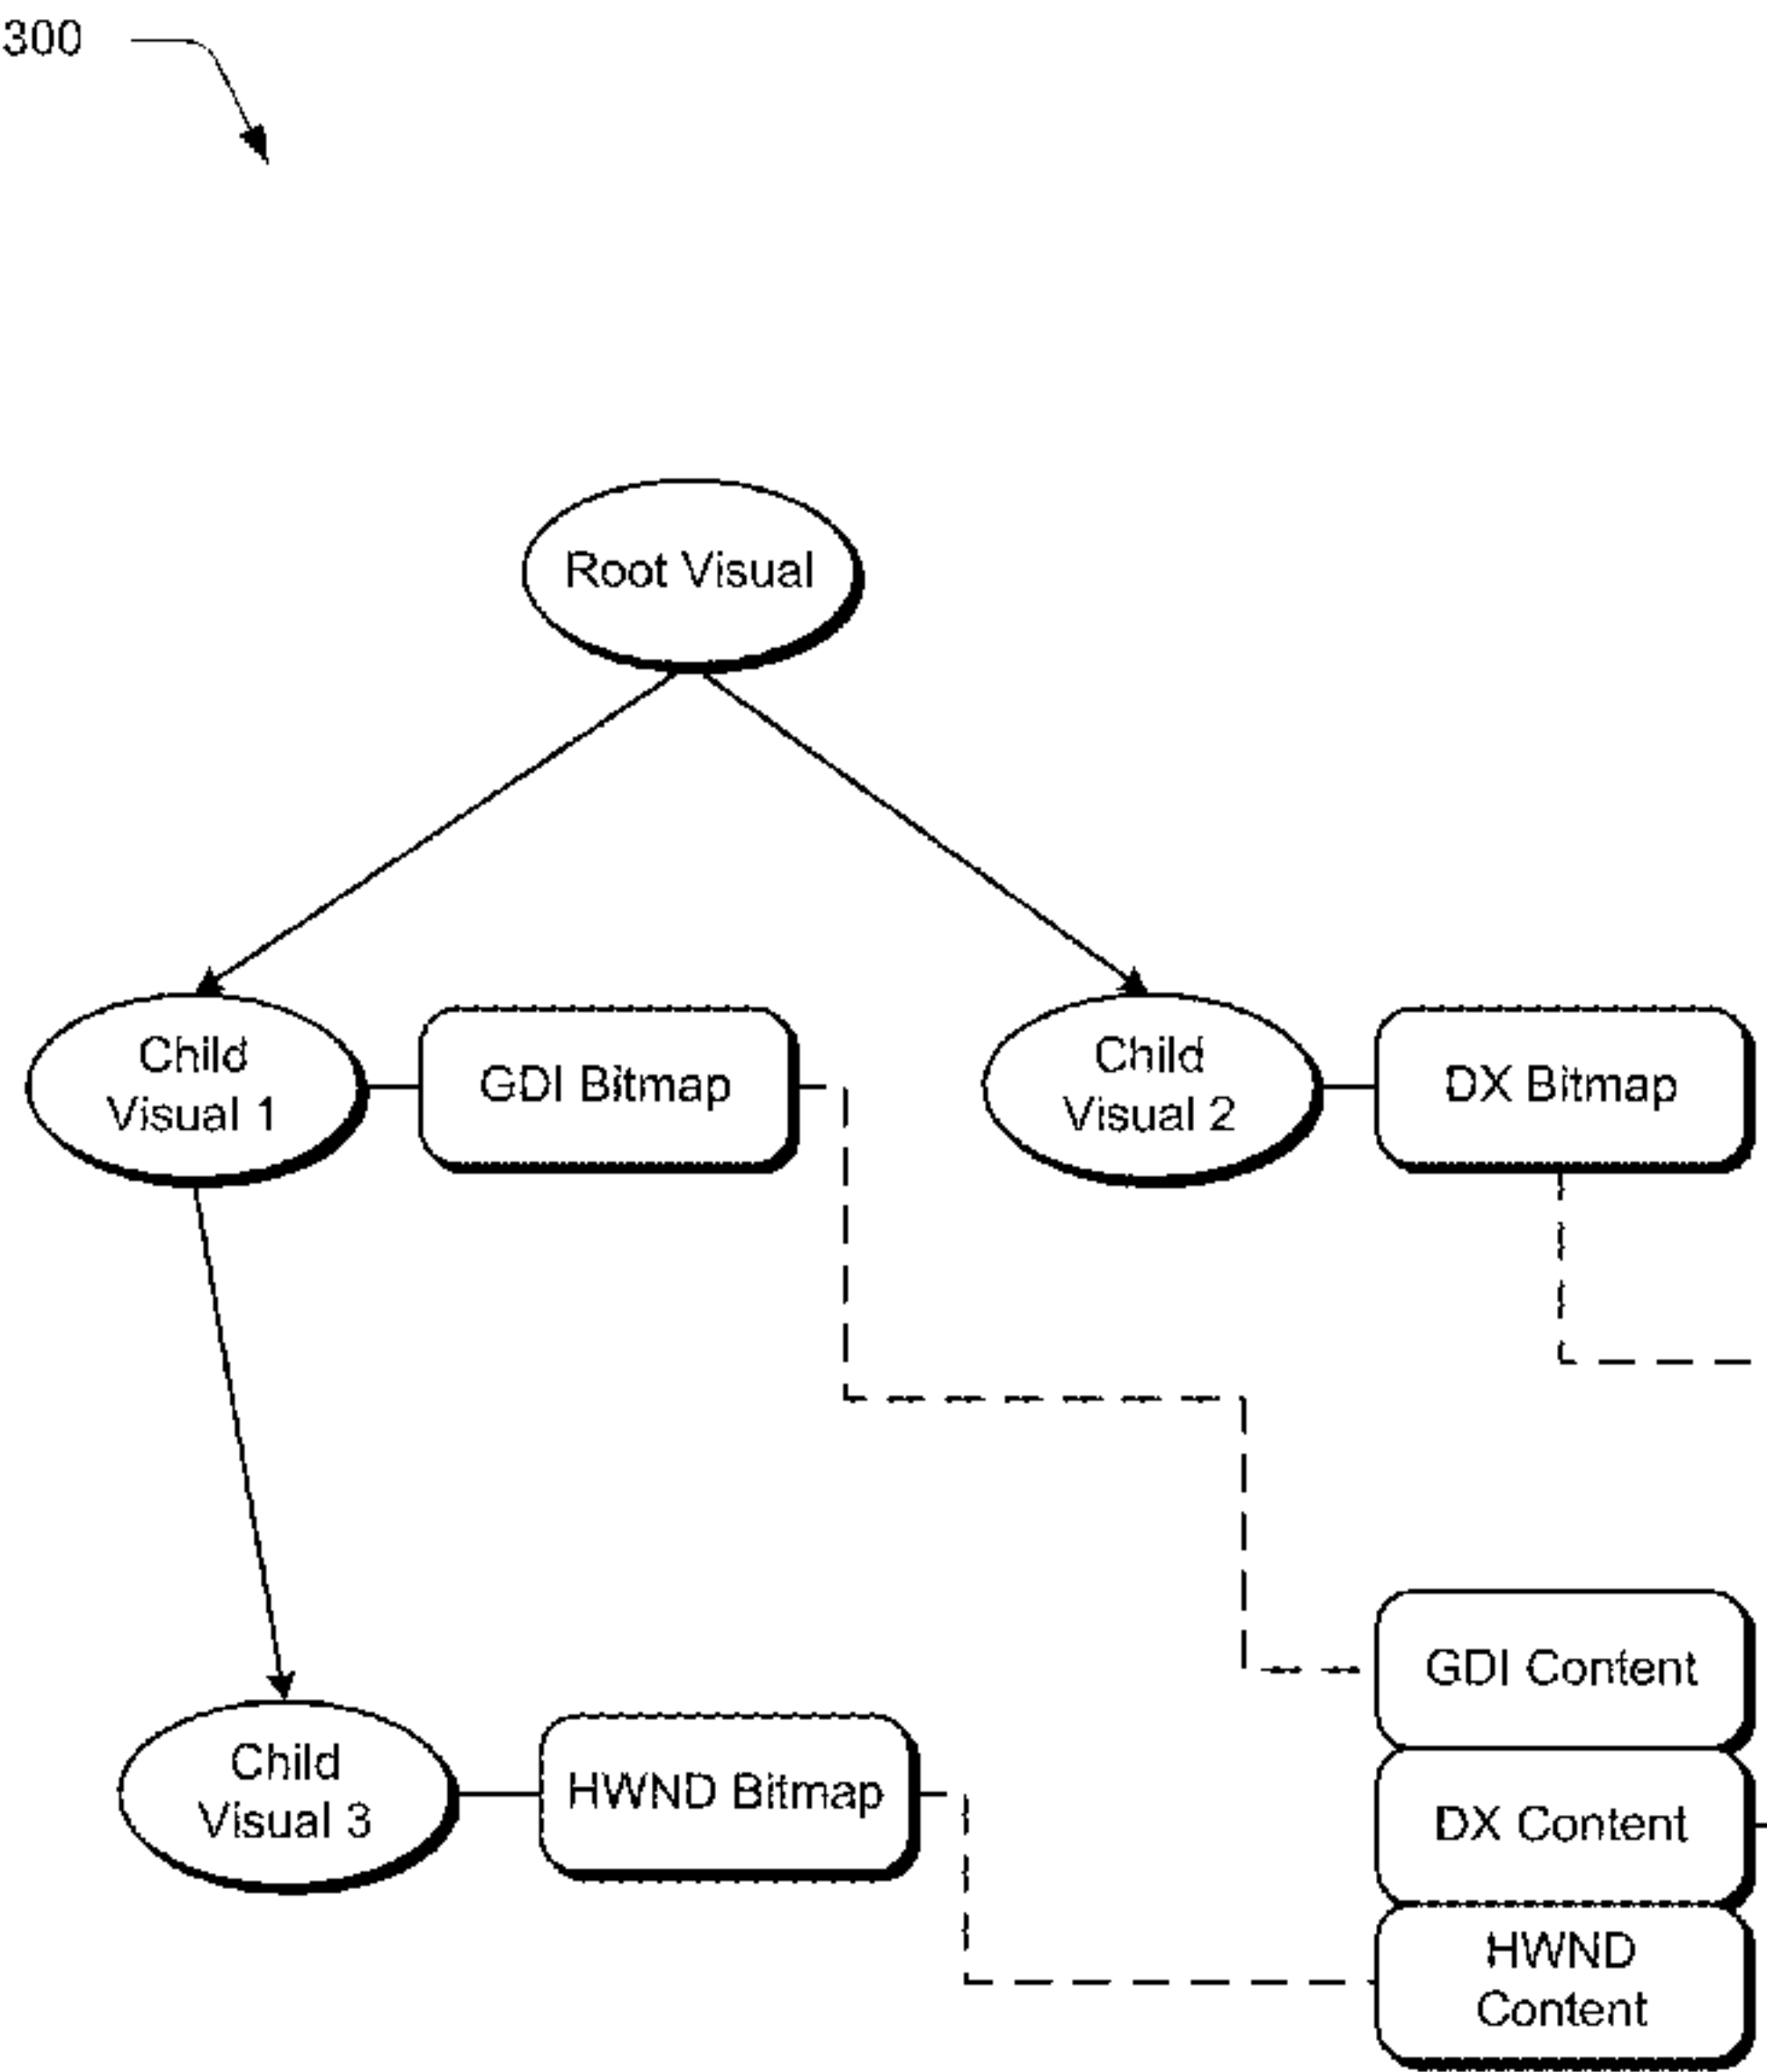 300
Root Visual
Child
Visual 1
GDI Bitmap
Child
Visual 2
DX Bitmap
GDI Content
Child
Visual 3
HWND Bitmap
DX Content
HWND
Content